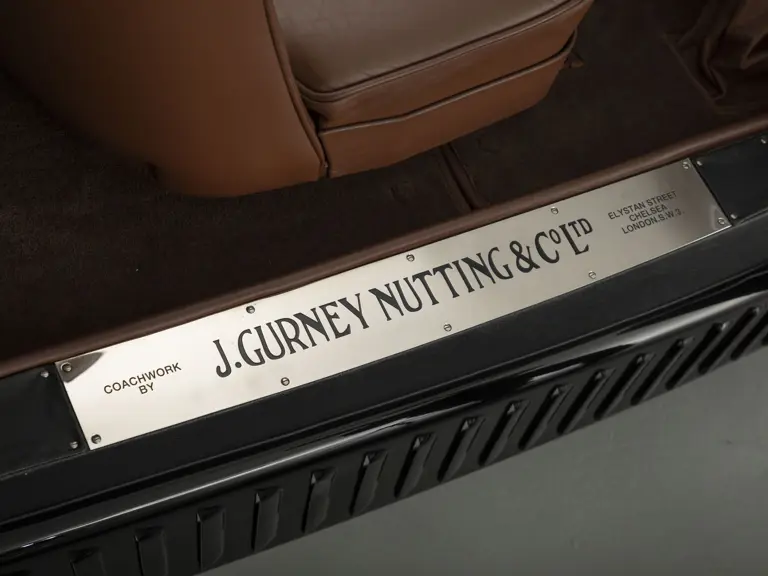 COACHWORK
BY
J.GURNEY NUTTING & Co LTD
ELYSTAN STREET
CHELSEA
LONDON.S.W.3.